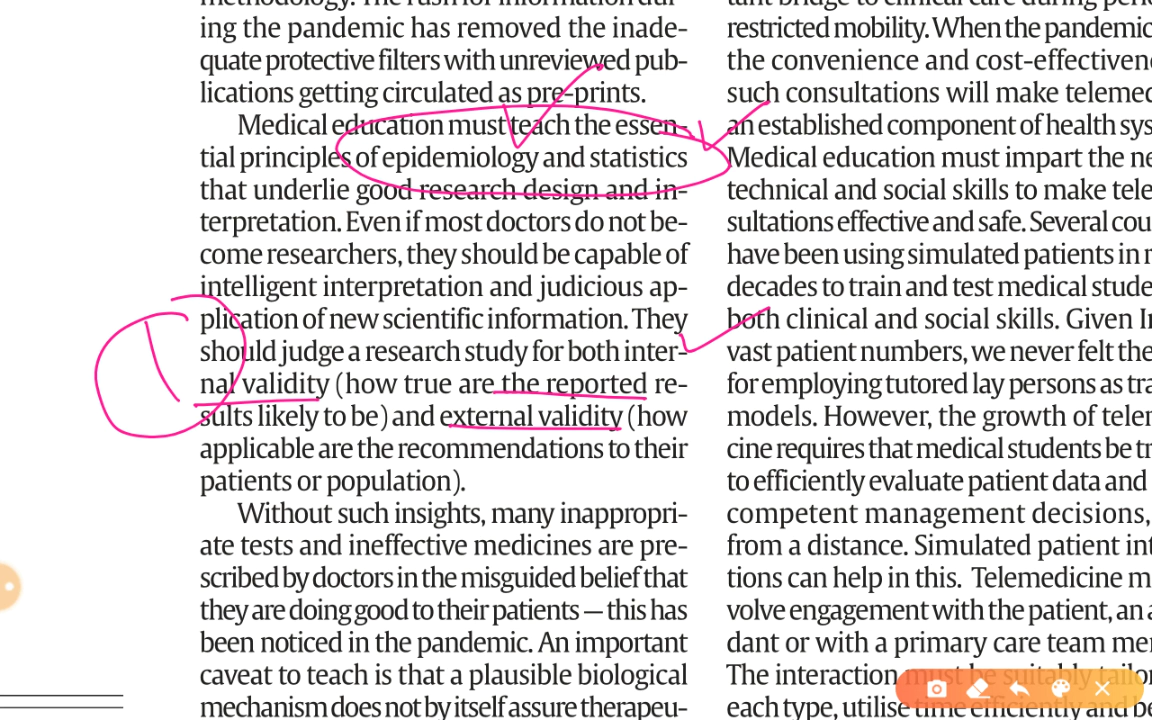 ing the pandemic has removed the inade-
quate protective filters with unreviewed pub-
lications getting circulated as pre-prints.
Medical education must teach the essen-
tial principles of epidemiology and statistics
that underlie good research design and in-
terpretation. Even if most doctors do not be-
come researchers, they should be capable of
intelligent interpretation and judicious ap-
plication of new scientific information. They
should judge a research study for both inter-
nal validity (how true are the reported re-
sults likely to be) and external validity (how
applicable are the recommendations to their
patients or population).
Without such insights, many inappropri-
ate tests and ineffective medicines are pre-
scribed by doctors in the misguided belief that
they are doing good to their patients — this has
been noticed in the pandemic. An important
caveat to teach is that a plausible biological
mechanism does not by itself assure therapeu-
restricted mobility. When the pandemic
the convenience and cost-effectiven
such consultations will make telemed
an established component of health sys
Medical education must impart the ne
technical and social skills to make tele
sultations effective and safe. Several cou
have been using simulated patients in
decades to train and test medical stude
both clinical and social skills. Given I
vast patient numbers, we never felt the
for employing tutored lay persons as tra
models. However, the growth of tele
cine requires that medical students be tr
to efficiently evaluate patient data and
competent management decisions,
from a distance. Simulated patient int
tions can help in this. Telemedicine m
volve engagement with the patient, an a
dant or with a primary care team me
The interaction must be suitably tailo
each type, utilise time efficiently and be